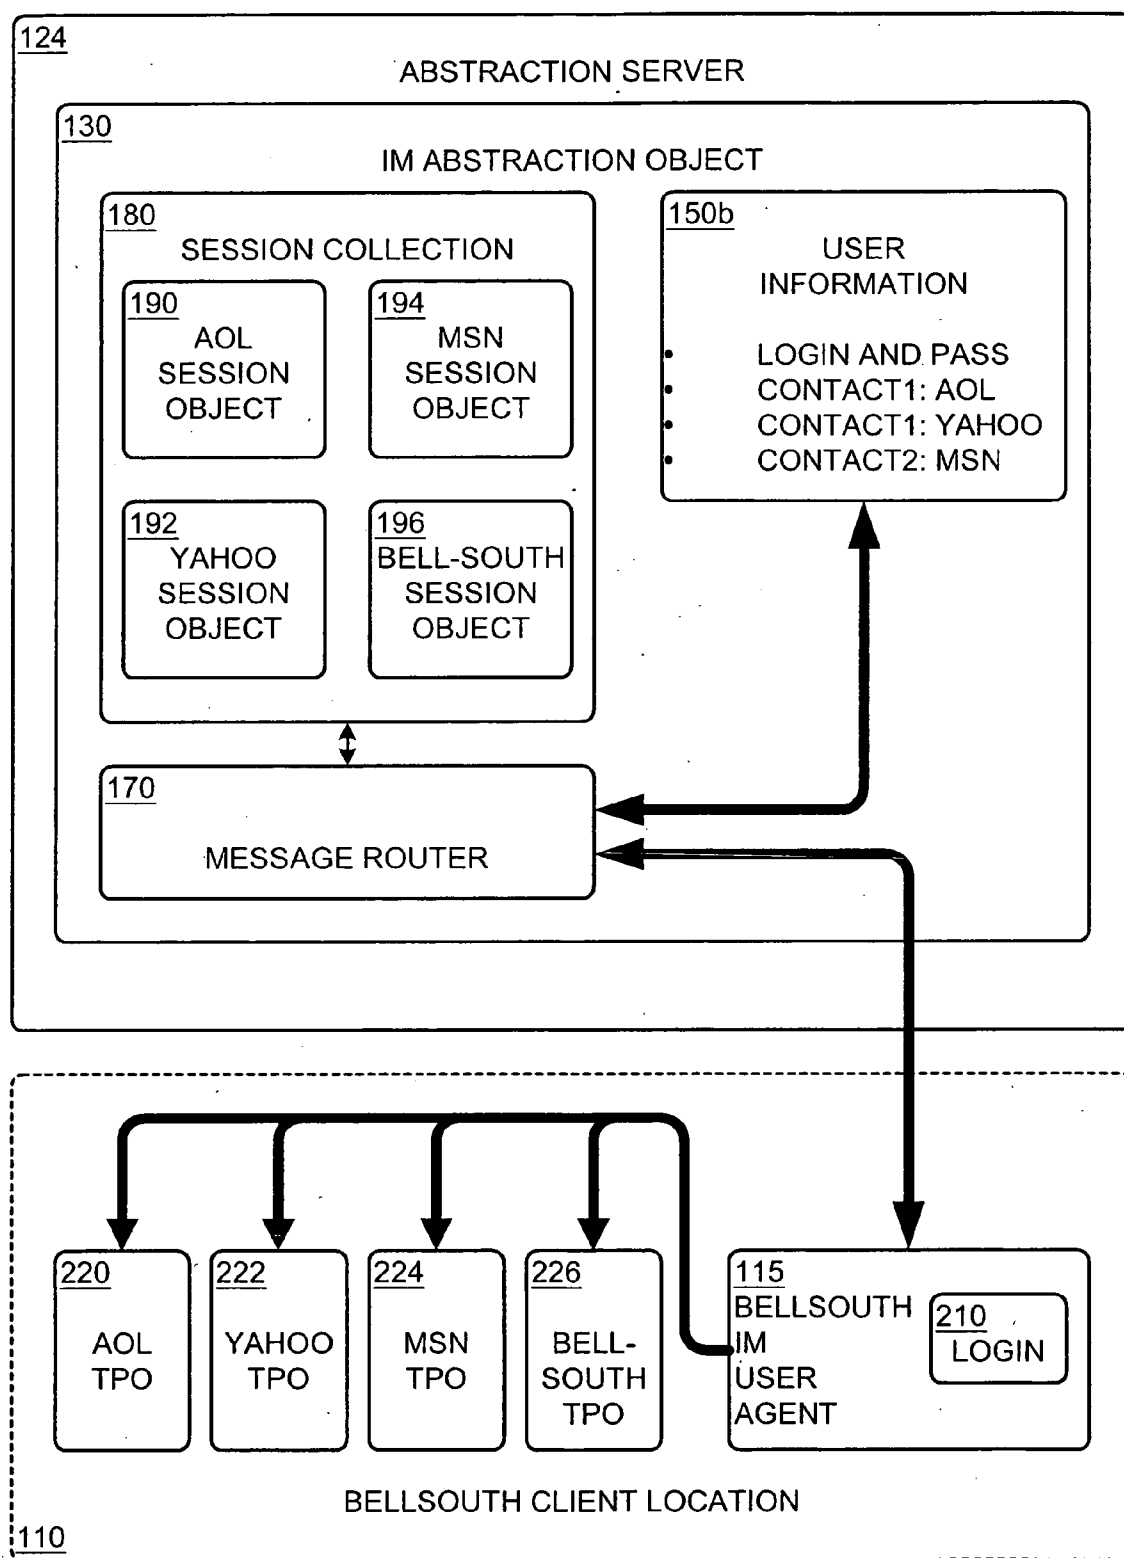 124
ABSTRACTION SERVER
130
IM ABSTRACTION OBJECT
180
SESSION COLLECTION
190
AOL
SESSION
OBJECT
194
MSN
SESSION
OBJECT
192
YAHOO
SESSION
OBJECT
196
BELL-SOUTH
SESSION
OBJECT
150b
USER
INFORMATION
• LOGIN AND PASS
• CONTACT1: AOL
• CONTACT1: YAHOO
• CONTACT2: MSN
170
MESSAGE ROUTER
220
AOL
TPO
222
YAHOO
TPO
224
MSN
TPO
226
BELL-
SOUTH
TPO
115
BELLSOUTH
IM
USER
AGENT
210
LOGIN
BELLSOUTH CLIENT LOCATION
110